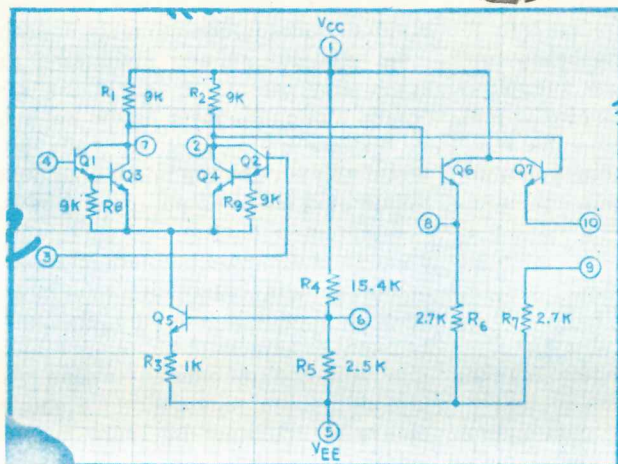 VCC
1
R1 9K R2 9K
4 Q1 7 2 Q2
Q3 Q4 Q6 Q7
9K R8 R9 9K
8 10
3 9
R4 15.4K
Q5 6
2.7K R6 R7 2.7K
R3 1K R5 2.5K
5
VEE